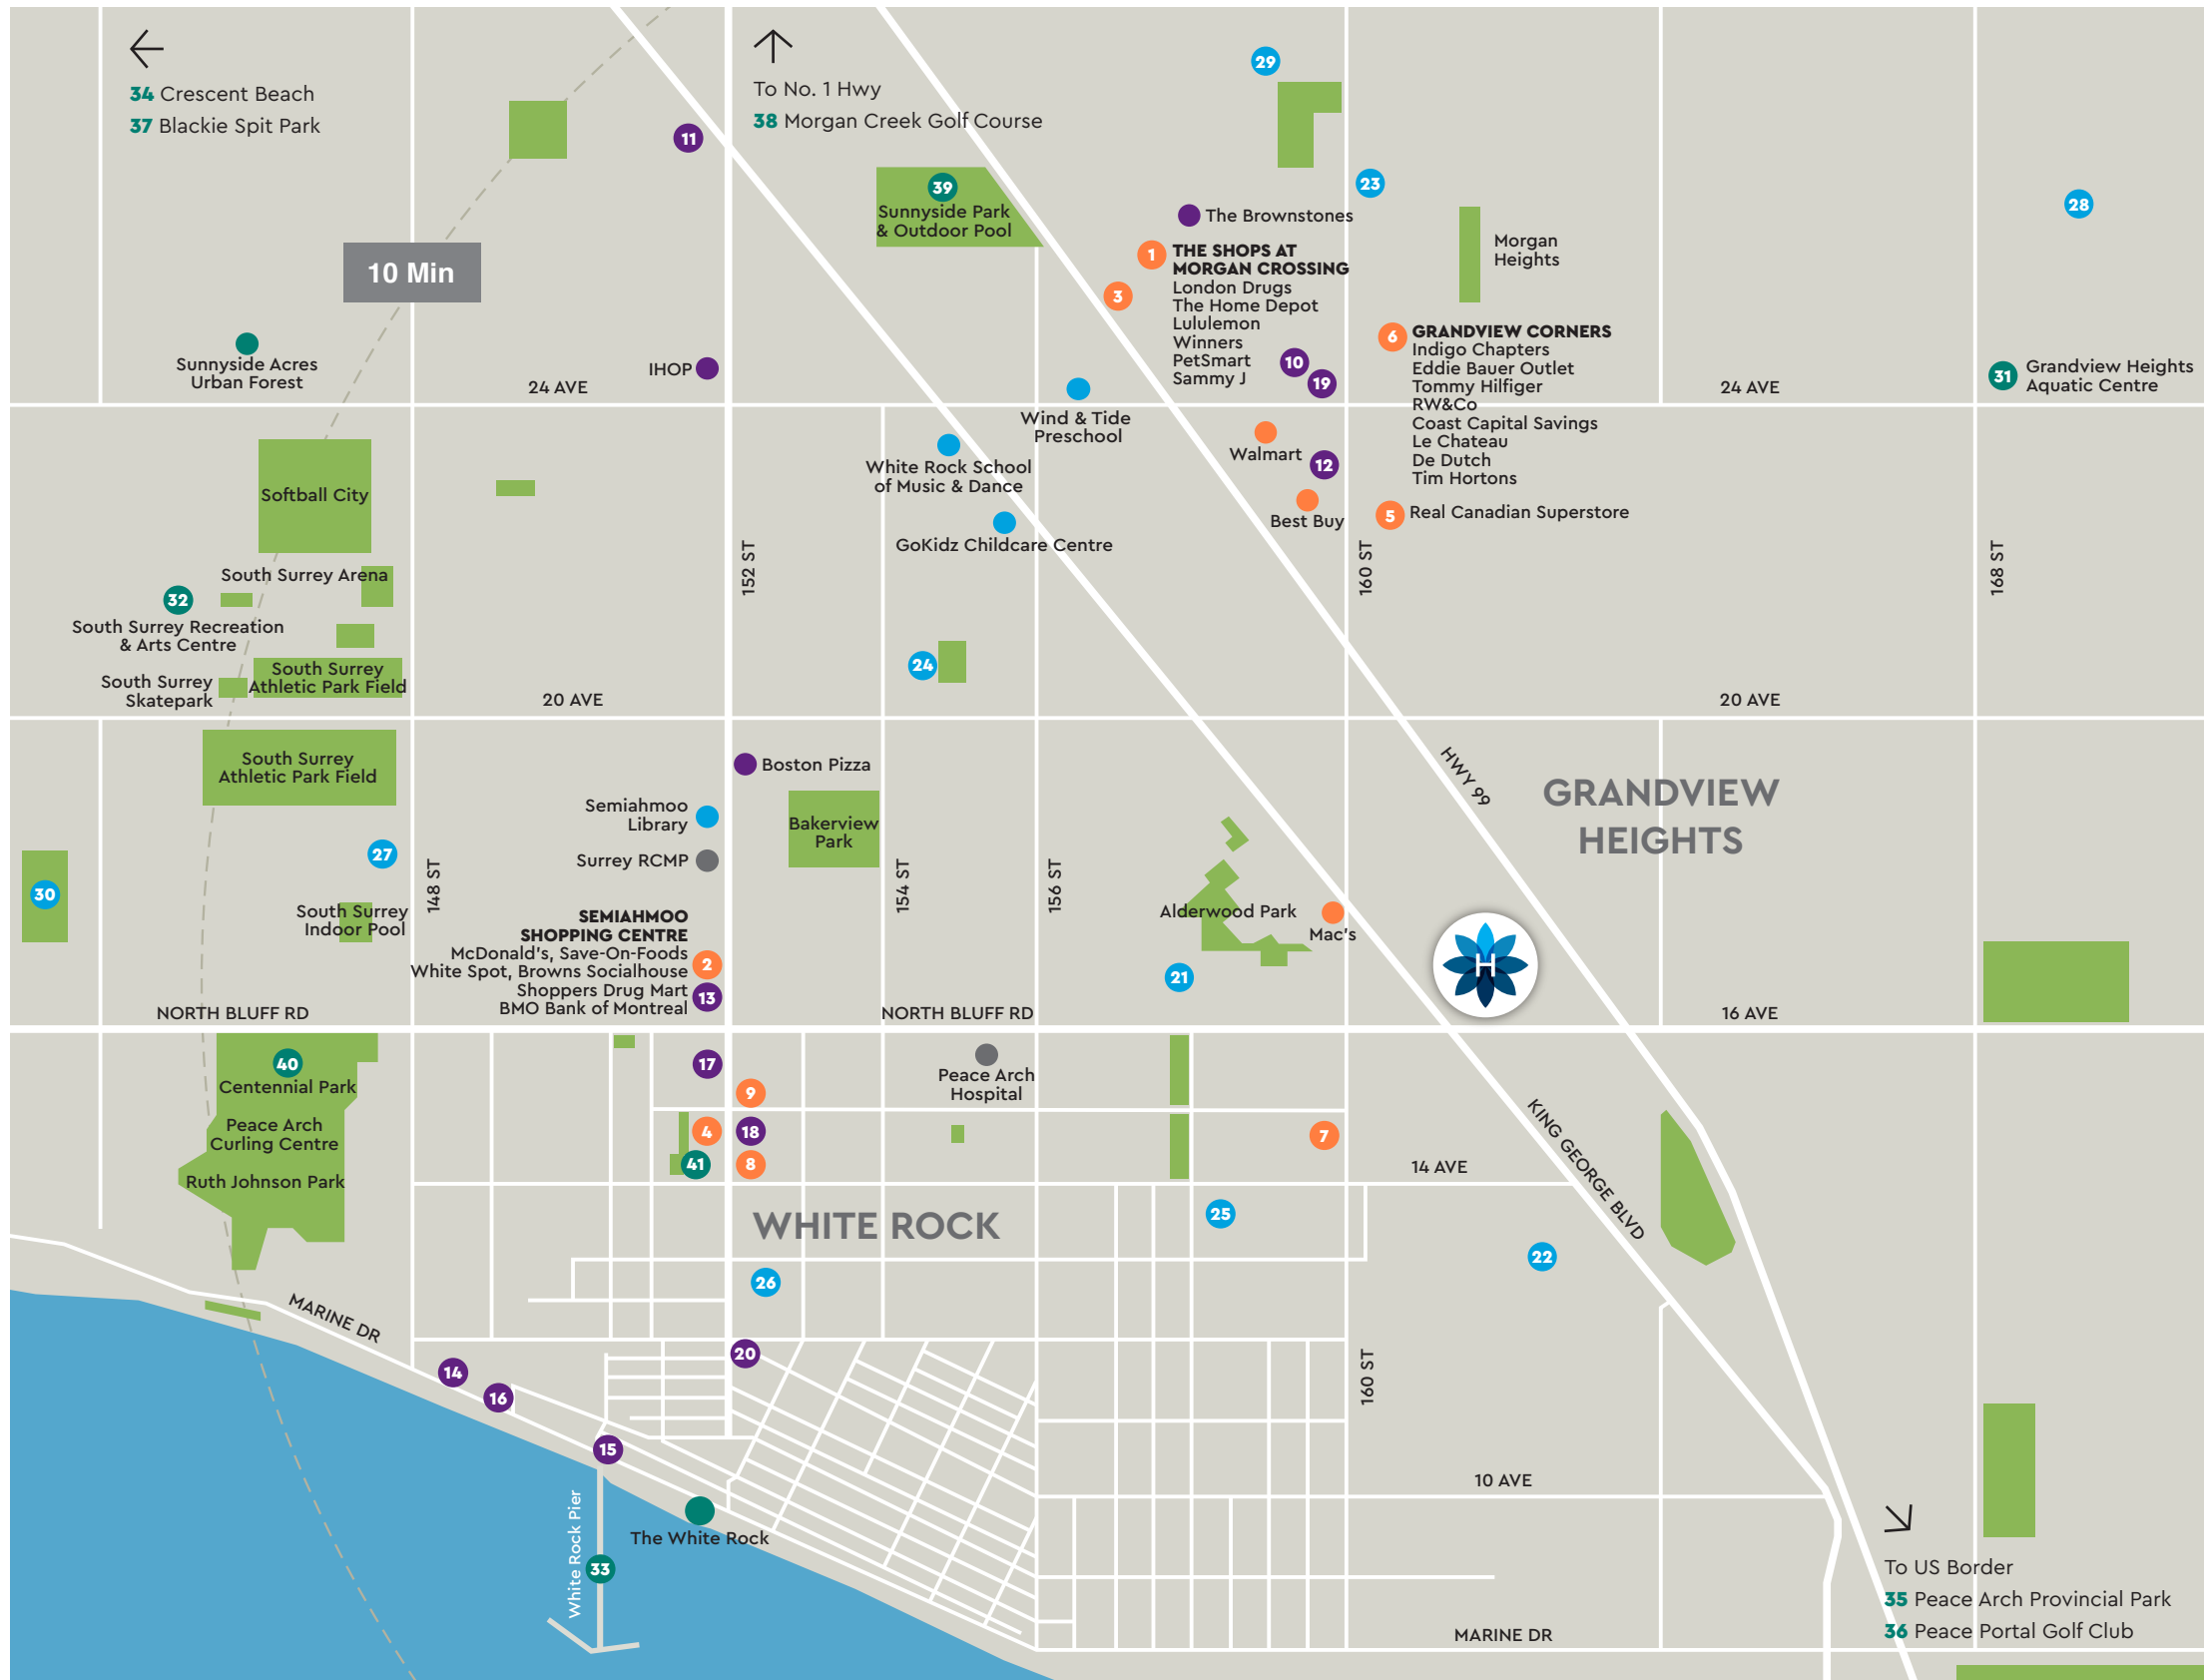 34 Crescent Beach
37 Blackie Spit Park
To No. 1 Hwy
38 Morgan Creek Golf Course
29
11
39
Sunnyside Park
& Outdoor Pool
23
28
The Brownstones
1 THE SHOPS AT
MORGAN CROSSING
London Drugs
The Home Depot
Lululemon
Winners
PetSmart
Sammy J
3
10
19
Morgan
Heights
10 Min
6 GRANDVIEW CORNERS
Indigo Chapters
Eddie Bauer Outlet
Tommy Hilfiger
RW&Co
Coast Capital Savings
Le Chateau
De Dutch
Tim Hortons
Sunnyside Acres
Urban Forest
IHOP
24 AVE
24 AVE
31 Grandview Heights
Aquatic Centre
Wind & Tide
Preschool
White Rock School
of Music & Dance
Walmart
12
Best Buy
5 Real Canadian Superstore
GoKidz Childcare Centre
Softball City
South Surrey Arena
32
South Surrey Recreation
& Arts Centre
South Surrey
Athletic Park Field
South Surrey
Skatepark
152 ST
160 ST
168 ST
24
20 AVE
20 AVE
South Surrey
Athletic Park Field
Boston Pizza
Semiahmoo
Library
Bakerview
Park
Surrey RCMP
HWY 99
GRANDVIEW
HEIGHTS
27
30
148 ST
154 ST
156 ST
South Surrey
Indoor Pool
SEMIAHMOO
SHOPPING CENTRE
McDonald's, Save-On-Foods
White Spot, Browns Socialhouse
Shoppers Drug Mart
BMO Bank of Montreal
2
13
Alderwood Park
Mac's
21
H
NORTH BLUFF RD
NORTH BLUFF RD
16 AVE
40
Centennial Park
Peace Arch
Curling Centre
Ruth Johnson Park
17
9
4
18
41
8
Peace Arch
Hospital
7
14 AVE
KING GEORGE BLVD
WHITE ROCK
25
22
26
MARINE DR
20
14
16
160 ST
15
10 AVE
The White Rock
White Rock Pier
33
MARINE DR
To US Border
35 Peace Arch Provincial Park
36 Peace Portal Golf Club